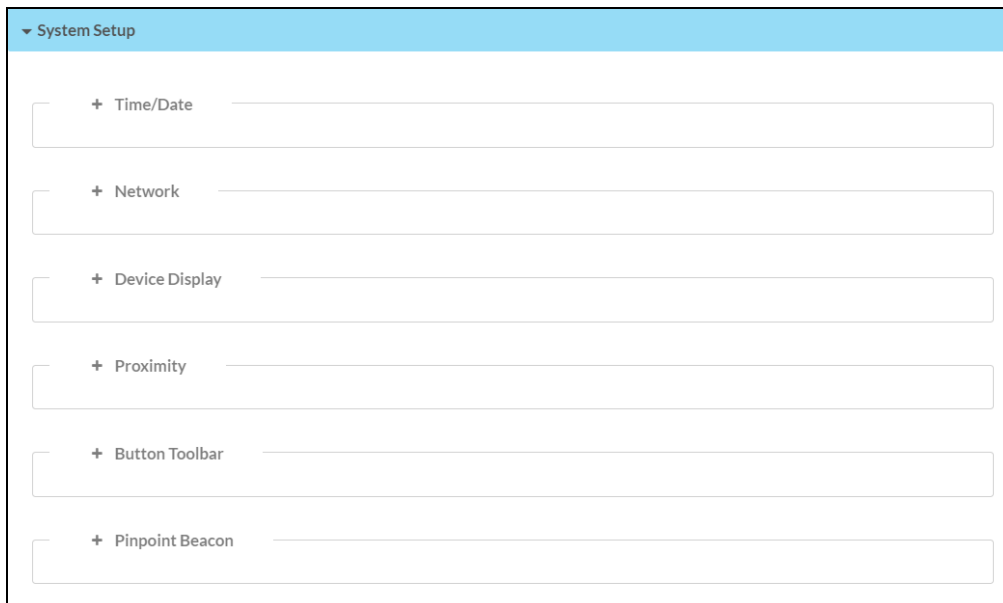 System Setup
+ Time/Date
+ Network
+ Device Display
+ Proximity
+ Button Toolbar
+ Pinpoint Beacon